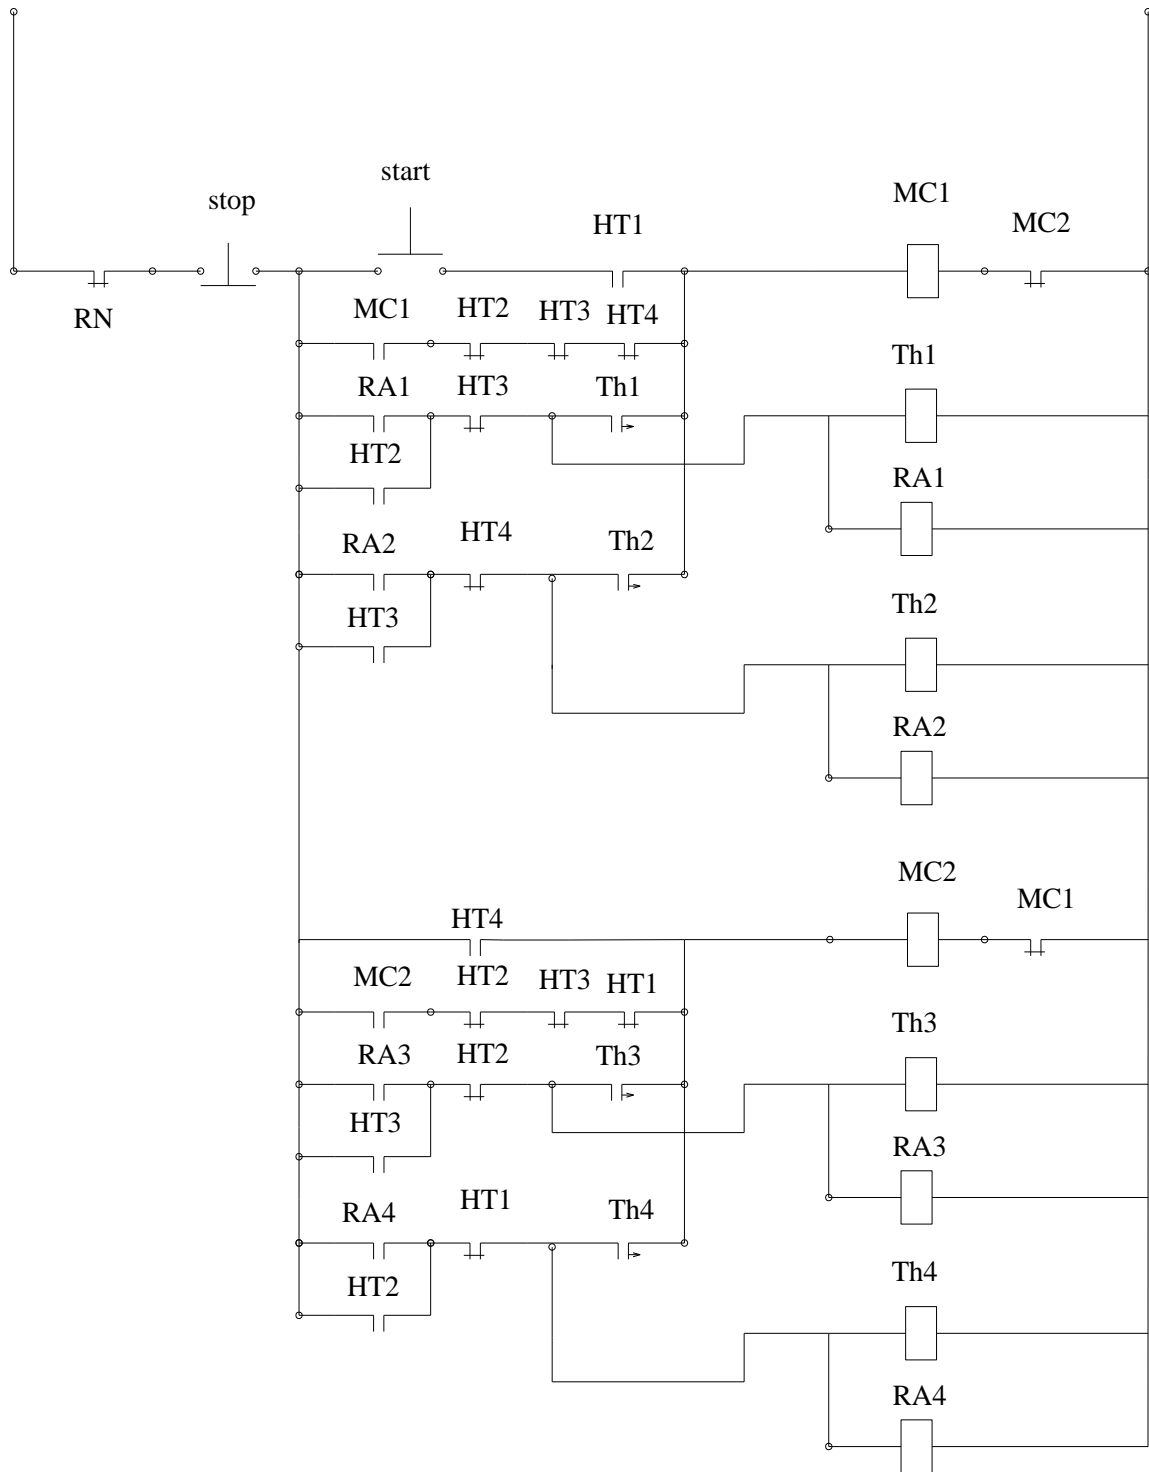 start
stop
MC1
MC2
HT1
RN
MC1
HT2
HT3
HT4
Th1
RA1
HT3
Th1
HT2
RA1
RA2
HT4
Th2
HT3
Th2
RA2
MC2
MC1
HT4
MC2
HT2
HT3
HT1
Th3
RA3
HT2
Th3
HT3
RA3
RA4
HT1
Th4
HT2
Th4
RA4